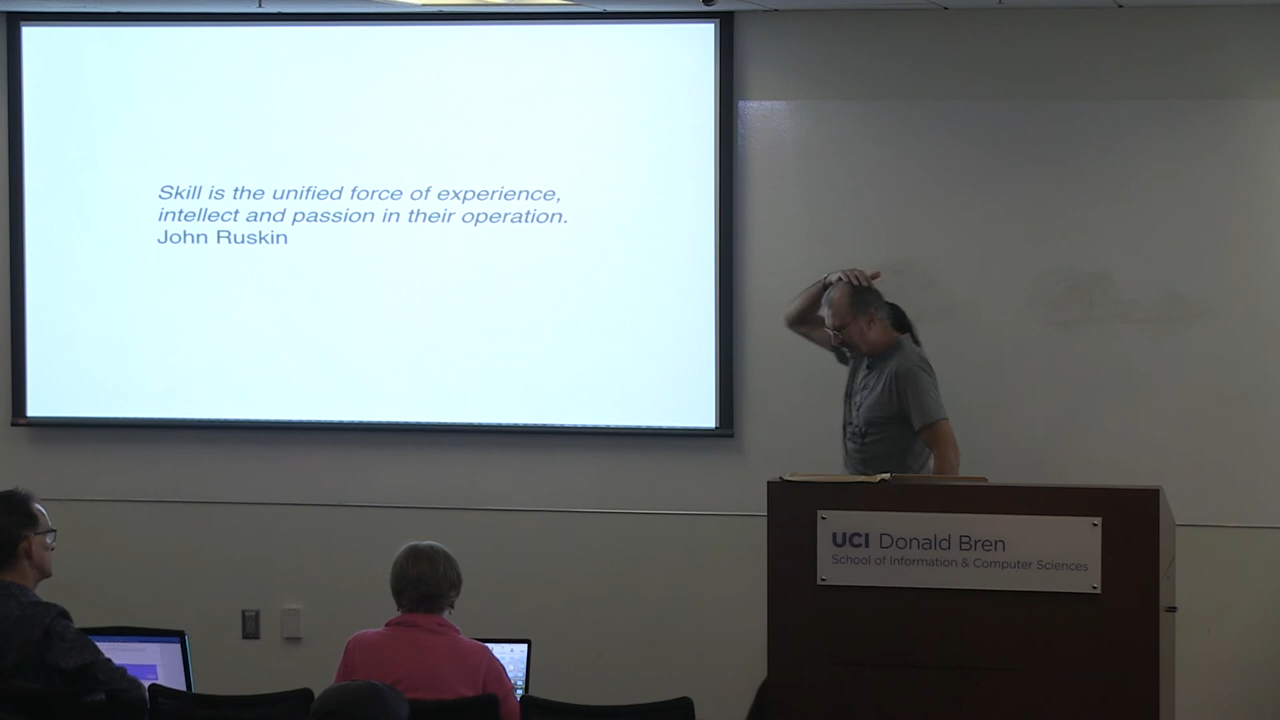 Skill is the unified force of experience,
intellect and passion in their operation.
John Ruskin
UCI Donald Bren
School of Information & Computer Sciences